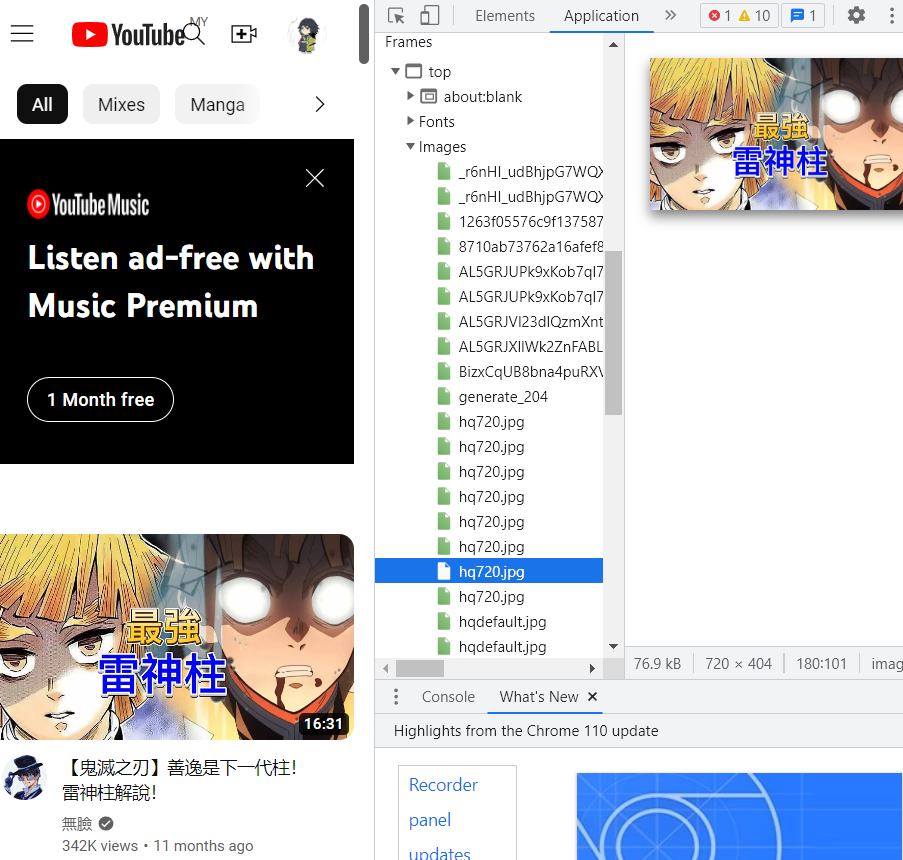 YouTube MY
All Mixes Manga
YouTube Music
Listen ad-free with
Music Premium
1 Month free
最強
雷神柱
16:31
【鬼滅之刃】善逸是下一代柱！
雷神柱解說！
無臉
342K views • 11 months ago
Elements Application 1 10 1
Frames
top
about:blank
Fonts
Images
_r6nHI_udBhjpG7WQX
_r6nHI_udBhjpG7WQX
1263f05576c9f137587
8710ab73762a16afef8
AL5GRJUPk9xKob7qI7
AL5GRJUPk9xKob7qI7
AL5GRJVI23dIQzmXnt
AL5GRJXIIWk2ZnFABL
BizxCqUB8bna4puRXV
generate_204
hq720.jpg
hq720.jpg
hq720.jpg
hq720.jpg
hq720.jpg
hq720.jpg
hq720.jpg
hq720.jpg
hqdefault.jpg
hqdefault.jpg
最強
雷神柱
76.9 kB 720 × 404 180:101 imag
Console What's New
Highlights from the Chrome 110 update
Recorder
panel
updates